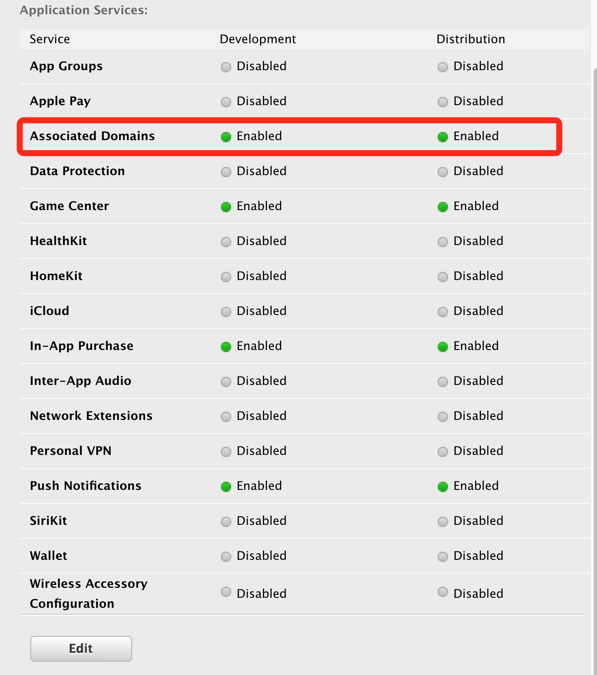 Application Services:
Service Development Distribution
App Groups Disabled Disabled
Apple Pay Disabled Disabled
Associated Domains Enabled Enabled
Data Protection Disabled Disabled
Game Center Enabled Enabled
HealthKit Disabled Disabled
HomeKit Disabled Disabled
iCloud Disabled Disabled
In-App Purchase Enabled Enabled
Inter-App Audio Disabled Disabled
Network Extensions Disabled Disabled
Personal VPN Disabled Disabled
Push Notifications Enabled Enabled
SiriKit Disabled Disabled
Wallet Disabled Disabled
Wireless Accessory
Configuration Disabled Disabled
Edit